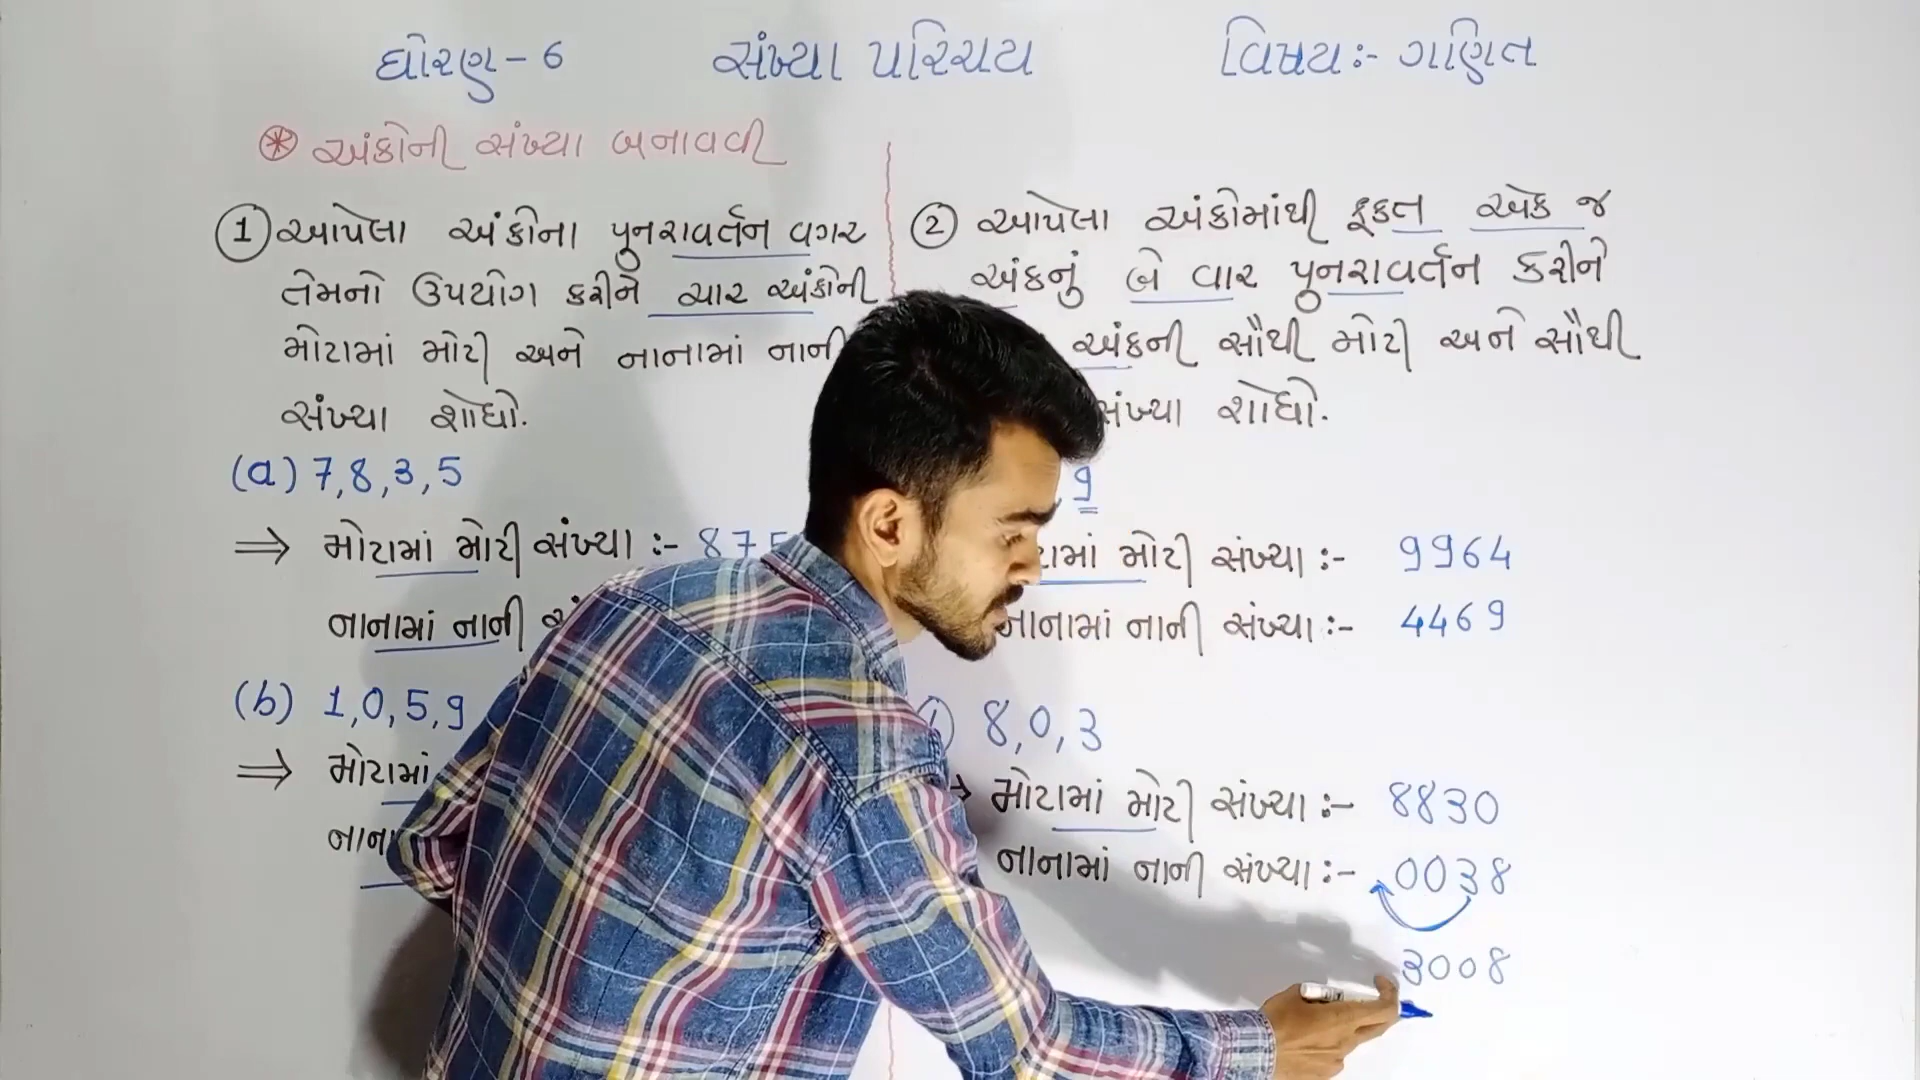 ધોરણ - 6 સંખ્યા પરિચય વિષય :- ગણિત
* અંકોની સંખ્યા બનાવવી
1 આપેલા અંકોના પુનરાવર્તન વગર
તેમનો ઉપયોગ કરીને ચાર અંકોની
મોટામાં મોટી અને નાનામાં નાની
સંખ્યા શોધો.
(a) 7,8,3,5
⇒ મોટામાં મોટી સંખ્યા :- 875
નાનામાં નાની
(b) 1,0,5,9
⇒ મોટામાં
2 આપેલા અંકોમાંથી ફકત એક જ
અંકનું બે વાર પુનરાવર્તન કરીને
અંકની સૌથી મોટી અને સૌથી
સંખ્યા શોધો.
, 9
મોટી સંખ્યા :- 9964
નાનામાં નાની સંખ્યા :- 4469
8,0,3
મોટામાં મોટી સંખ્યા :- 8830
નાનામાં નાની સંખ્યા :- 0038
3008